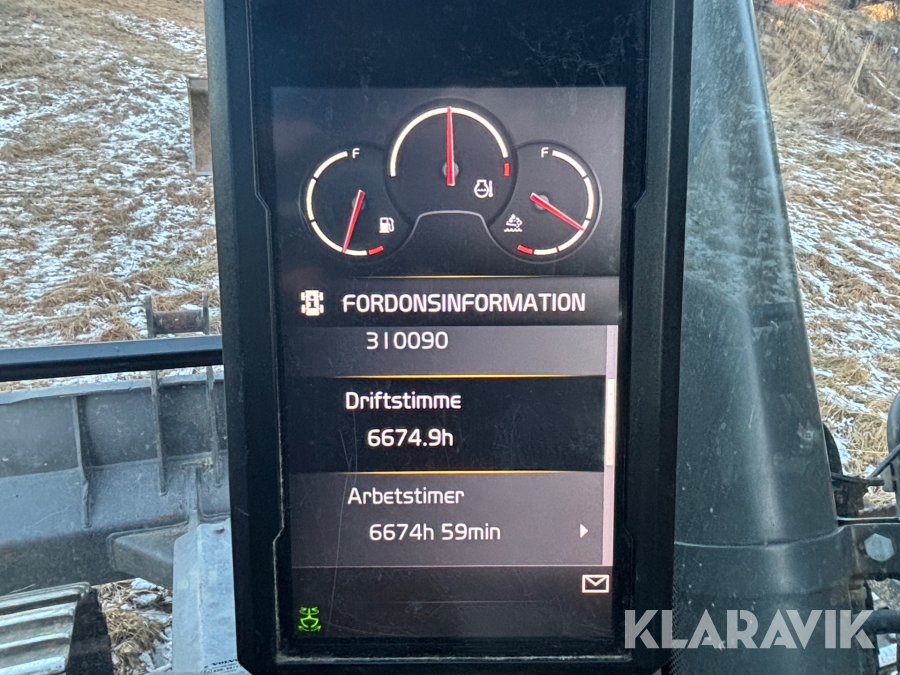 F
F
FORDONSINFORMATION
310090
Driftstimme
6674.9h
Arbetstimer
6674h 59min
KLARAVIK